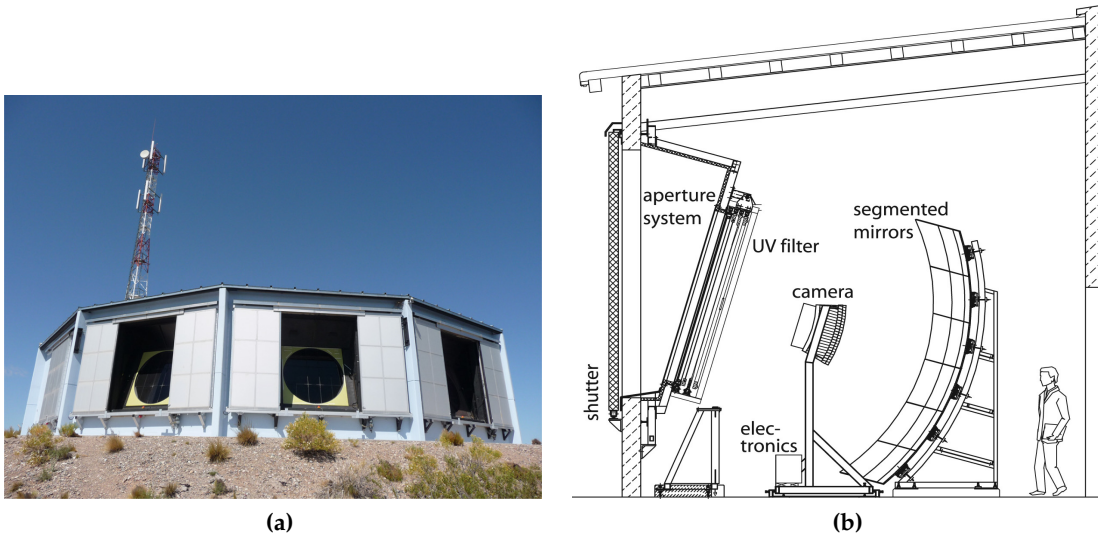 aperture
system
UV filter
segmented
mirrors
camera
shutter
elec-
tronics
(a)
(b)